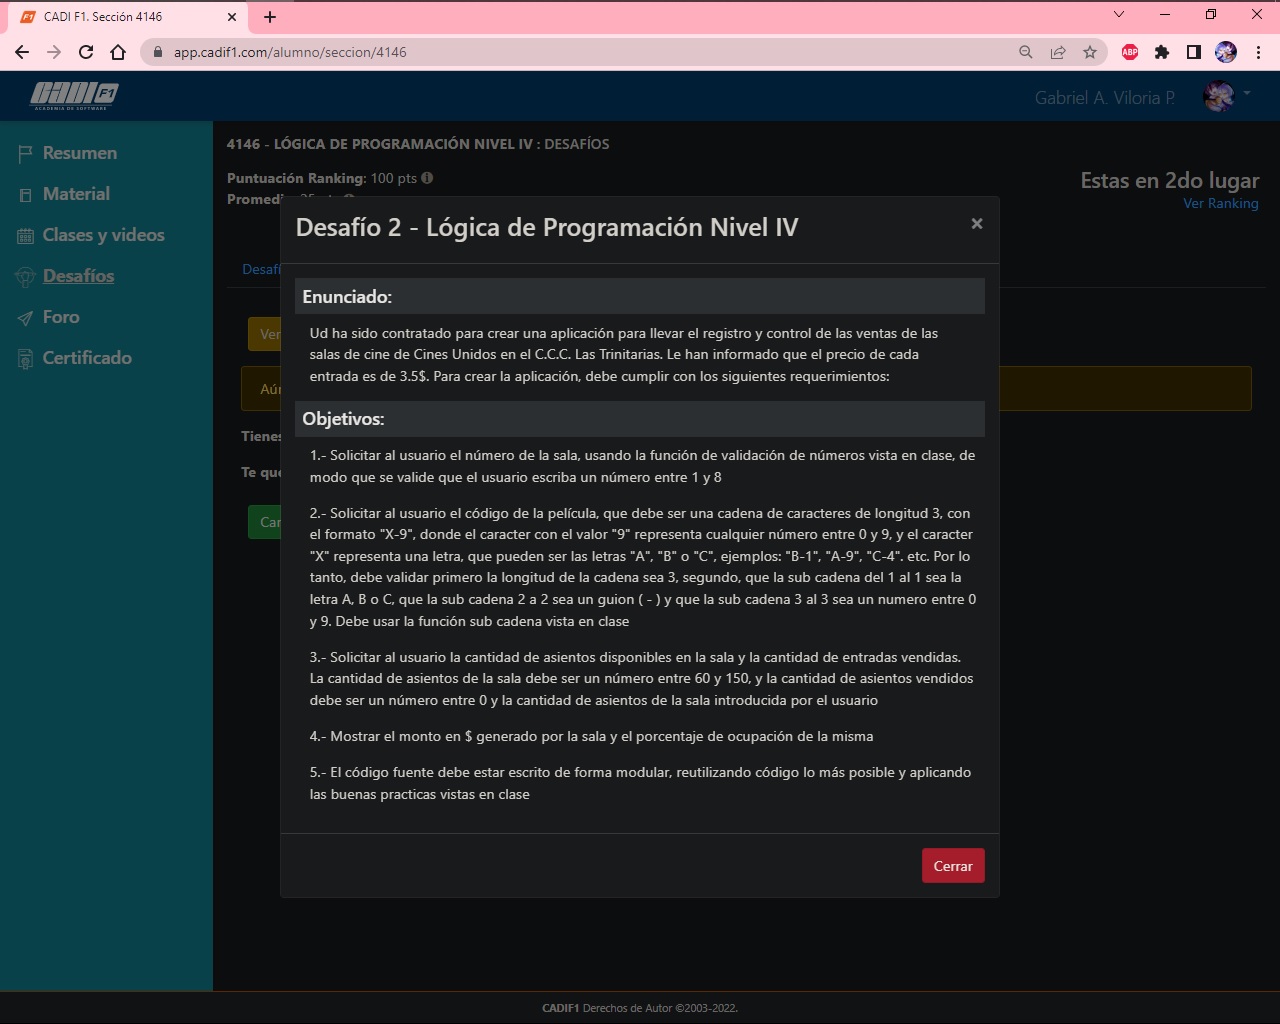 CADI F1. Sección 4146
app.cadif1.com/alumno/seccion/4146
ABP
CADI F1
ACADEMIA DE SOFTWARE
Gabriel A. Viloria P.
Resumen
Material
Clases y videos
Desafíos
Foro
Certificado
4146 - LÓGICA DE PROGRAMACIÓN NIVEL IV : DESAFÍOS
Puntuación Ranking: 100 pts
Estas en 2do lugar
Ver Ranking
Desafío 2 - Lógica de Programación Nivel IV
×
Enunciado:
Ud ha sido contratado para crear una aplicación para llevar el registro y control de las ventas de las
salas de cine de Cines Unidos en el C.C.C. Las Trinitarias. Le han informado que el precio de cada
entrada es de 3.5$. Para crear la aplicación, debe cumplir con los siguientes requerimientos:
Objetivos:
1.- Solicitar al usuario el número de la sala, usando la función de validación de números vista en clase, de
modo que se valide que el usuario escriba un número entre 1 y 8
2.- Solicitar al usuario el código de la película, que debe ser una cadena de caracteres de longitud 3, con
el formato "X-9", donde el caracter con el valor "9" representa cualquier número entre 0 y 9, y el caracter
"X" representa una letra, que pueden ser las letras "A", "B" o "C", ejemplos: "B-1", "A-9", "C-4". etc. Por lo
tanto, debe validar primero la longitud de la cadena sea 3, segundo, que la sub cadena del 1 al 1 sea la
letra A, B o C, que la sub cadena 2 a 2 sea un guion ( - ) y que la sub cadena 3 al 3 sea un numero entre 0
y 9. Debe usar la función sub cadena vista en clase
3.- Solicitar al usuario la cantidad de asientos disponibles en la sala y la cantidad de entradas vendidas.
La cantidad de asientos de la sala debe ser un número entre 60 y 150, y la cantidad de asientos vendidos
debe ser un número entre 0 y la cantidad de asientos de la sala introducida por el usuario
4.- Mostrar el monto en $ generado por la sala y el porcentaje de ocupación de la misma
5.- El código fuente debe estar escrito de forma modular, reutilizando código lo más posible y aplicando
las buenas practicas vistas en clase
Cerrar
CADIF1 Derechos de Autor ©2003-2022.